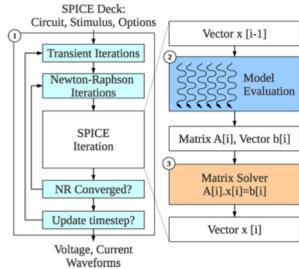 SPICE Deck:
Circuit, Stimulus, Options
1
Transient Iterations
Newton-Raphson
Iterations
SPICE
Iteration
NR Converged?
Update timestep?
Voltage, Current
Waveforms
Vector x [i-1]
2
Model
Evaluation
Matrix A[i], Vector b[i]
3
Matrix Solver
A[i].x[i]=b[i]
Vector x [i]